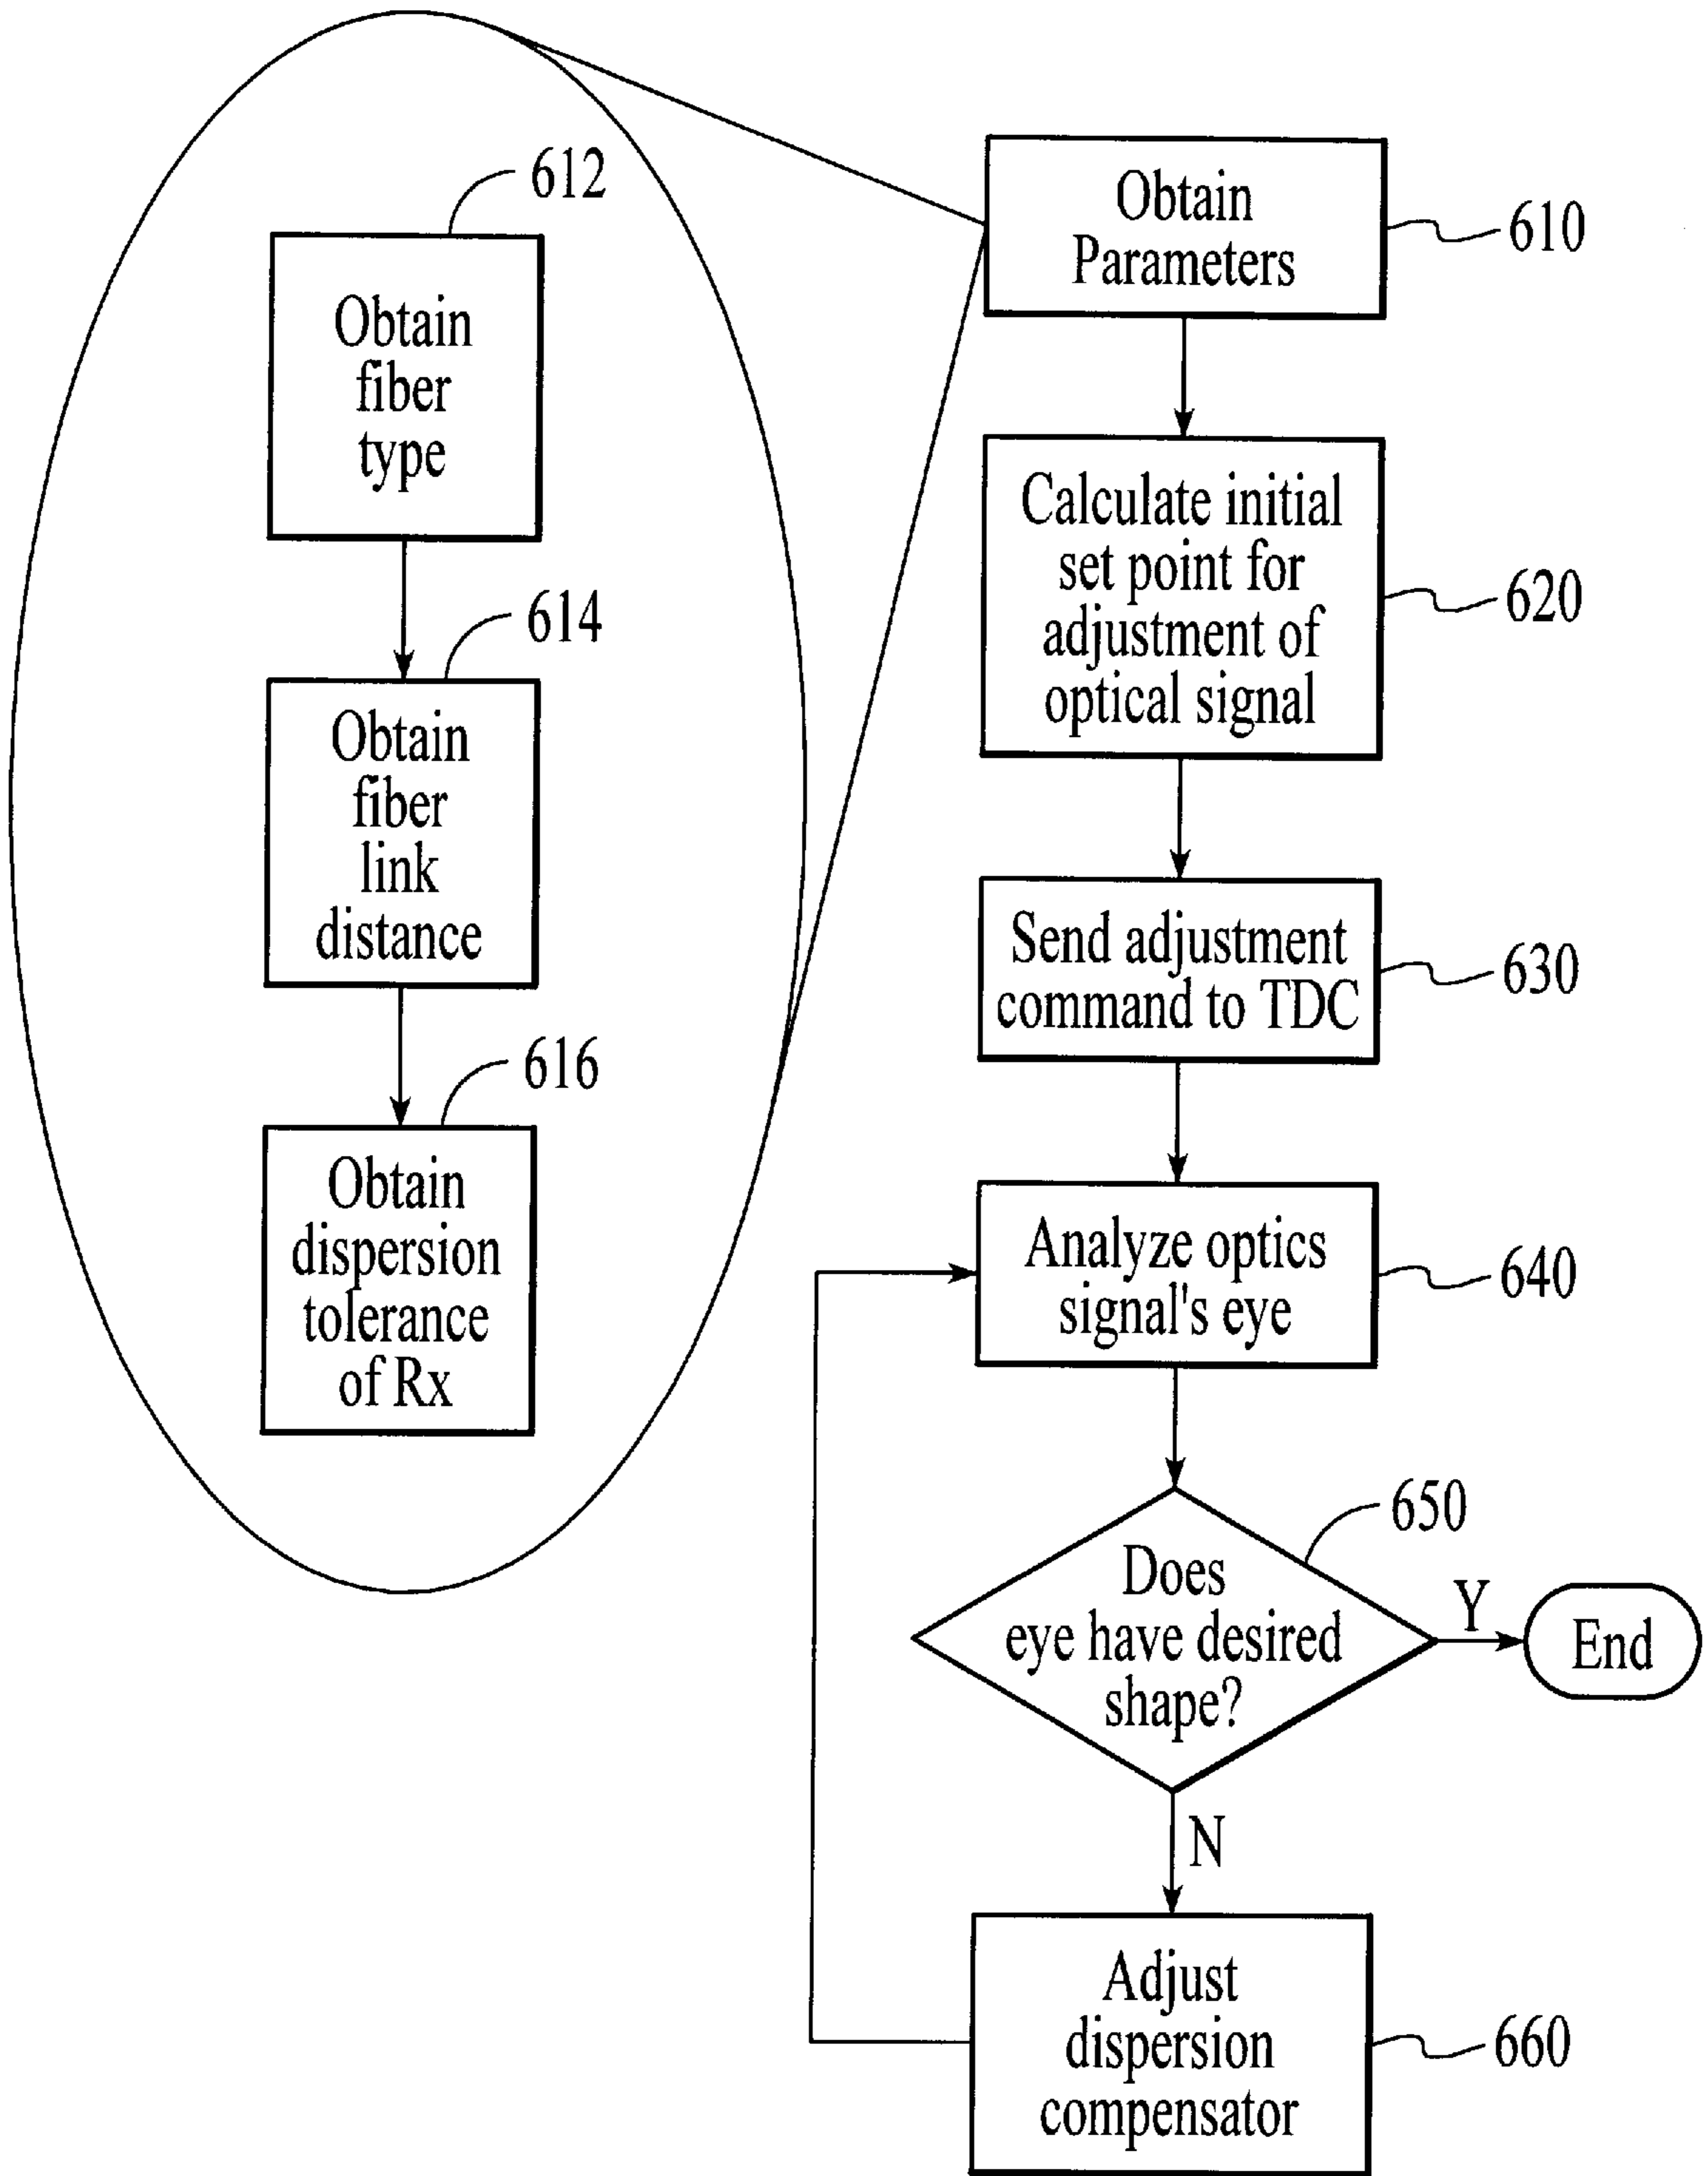 612
Obtain
fiber
type
614
Obtain
fiber
link
distance
616
Obtain
dispersion
tolerance
of Rx
Obtain
Parameters
610
Calculate initial
set point for
adjustment of
optical signal
620
Send adjustment
command to TDC
630
Analyze optics
signal's eye
640
650
Does
eye have desired
shape?
Y
End
N
Adjust
dispersion
compensator
660